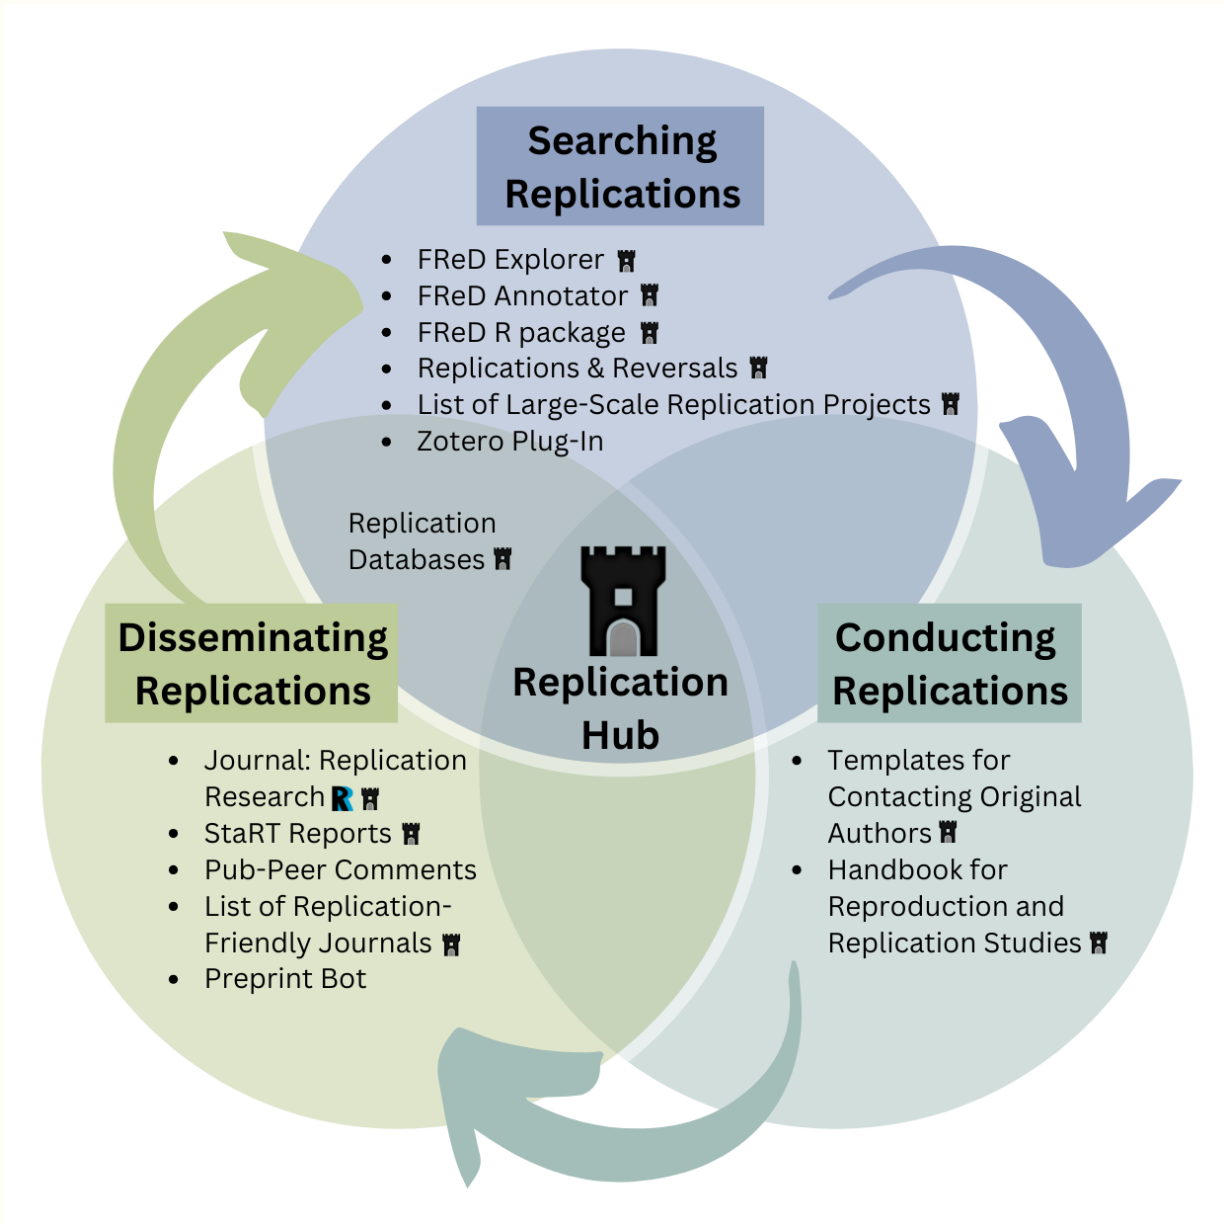 Searching
Replications
• FReD Explorer
• FReD Annotator
• FReD R package
• Replications & Reversals
• List of Large-Scale Replication Projects
• Zotero Plug-In
Replication
Databases
Replication
Hub
Disseminating
Replications
• Journal: Replication
Research R
• StaRT Reports
• Pub-Peer Comments
• List of Replication-
Friendly Journals
• Preprint Bot
Conducting
Replications
• Templates for
Contacting Original
Authors
• Handbook for
Reproduction and
Replication Studies